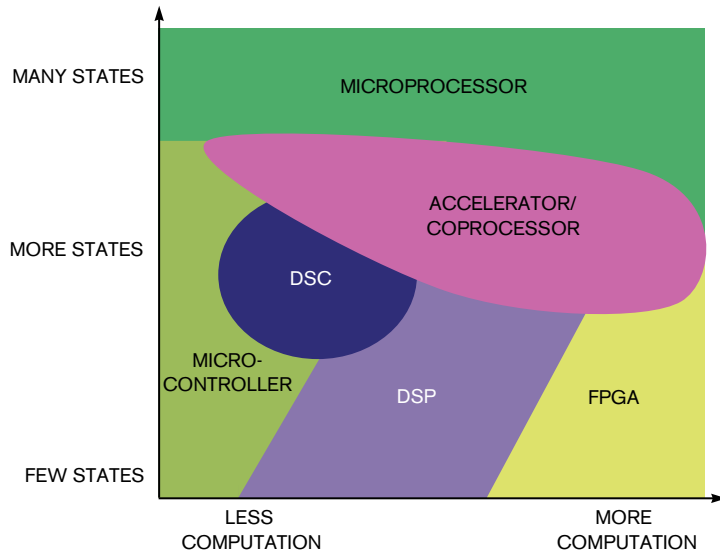 MANY STATES
MICROPROCESSOR
ACCELERATOR/
COPROCESSOR
MORE STATES
DSC
MICRO-
CONTROLLER
DSP
FPGA
FEW STATES
LESS
COMPUTATION
MORE
COMPUTATION